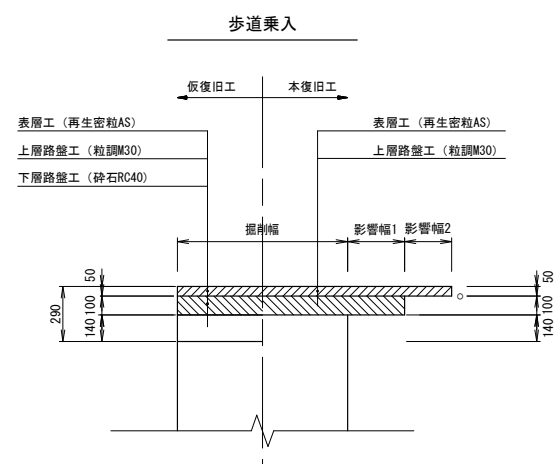 歩道乗入
仮復旧工
本復旧工
表層工（再生密粒AS）
上層路盤工（粒調M30）
下層路盤工（砕石RC40）
表層工（再生密粒AS）
上層路盤工（粒調M30）
掘削幅
影響幅1
影響幅2
290
50
100
140
50
100
140